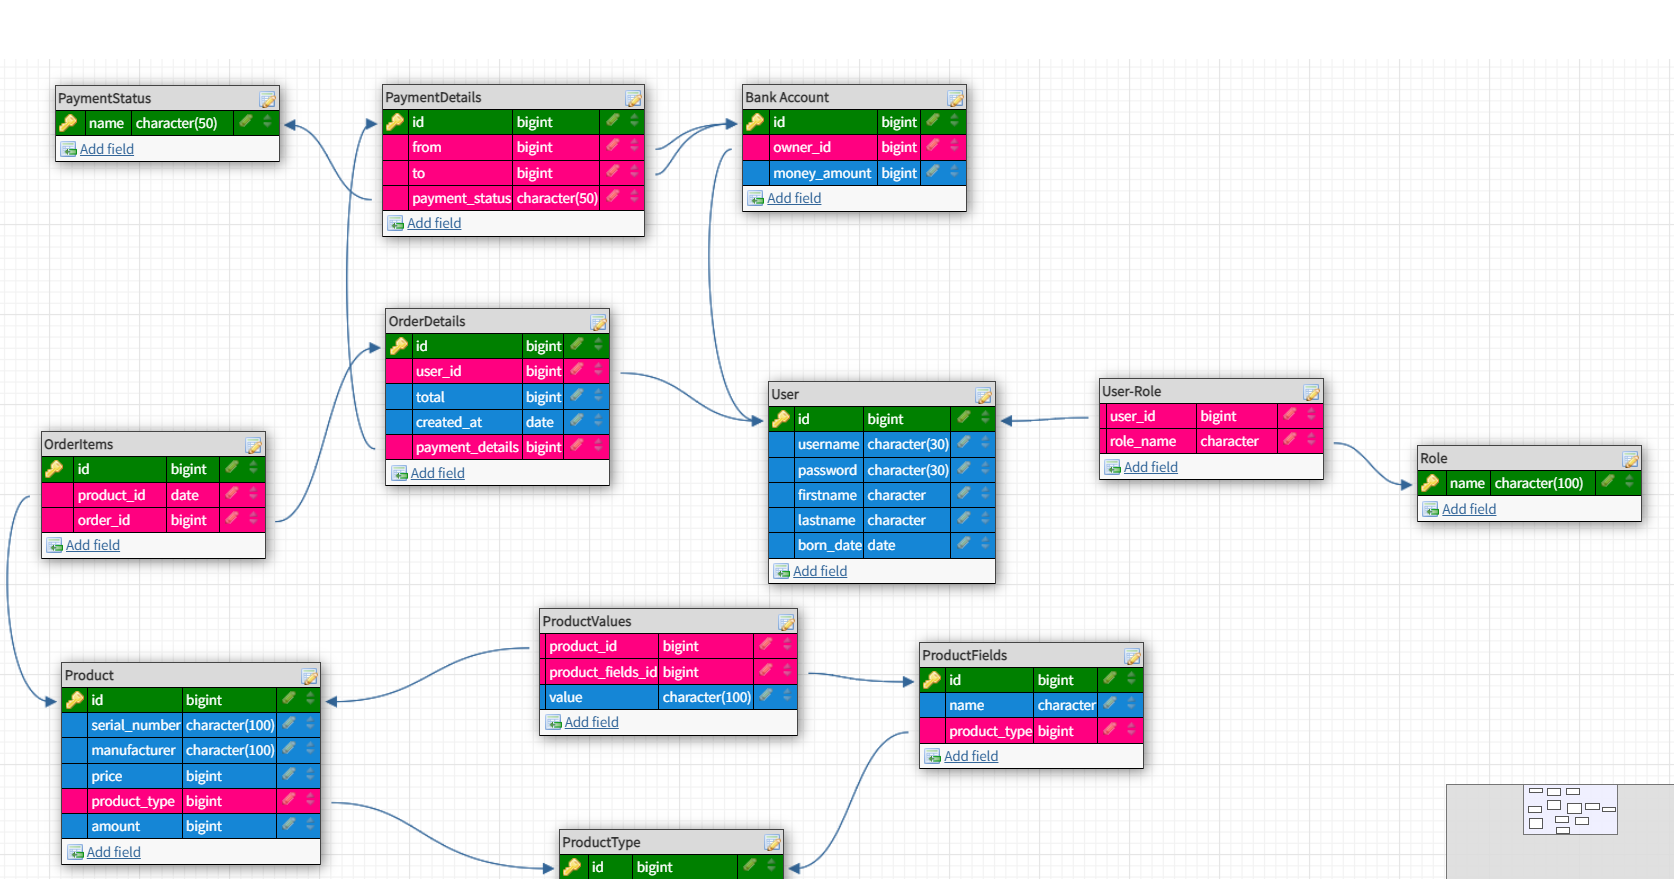 PaymentStatus
name character(50)
Add field
PaymentDetails
id bigint
from bigint
to bigint
payment_status character(50)
Add field
Bank Account
id bigint
owner_id bigint
money_amount bigint
Add field
OrderDetails
id bigint
user_id bigint
total bigint
created_at date
payment_details bigint
Add field
User
id bigint
username character(30)
password character(30)
firstname character
lastname character
born_date date
Add field
User-Role
user_id bigint
role_name character
Add field
Role
name character(100)
Add field
OrderItems
id bigint
product_id date
order_id bigint
Add field
ProductValues
product_id bigint
product_fields_id bigint
value character(100)
Add field
ProductFields
id bigint
name character
product_type bigint
Add field
Product
id bigint
serial_number character(100)
manufacturer character(100)
price bigint
product_type bigint
amount bigint
Add field
ProductType
id bigint